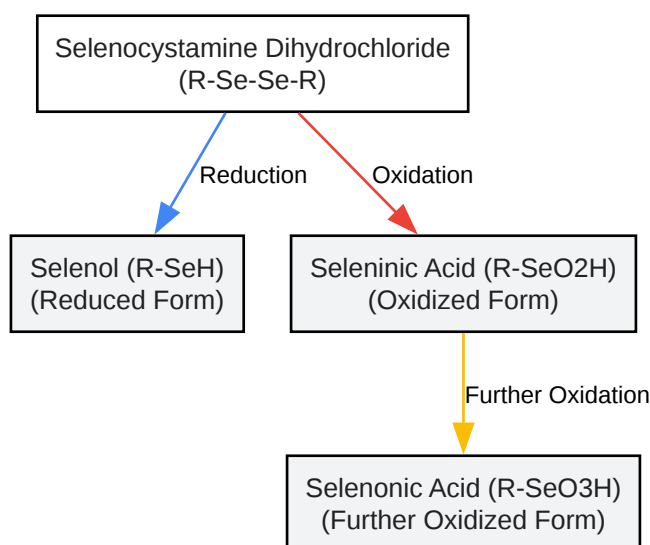 Selenocystamine Dihydrochloride
(R-Se-Se-R)
Reduction
Oxidation
Selenol (R-SeH)
(Reduced Form)
Seleninic Acid (R-SeO2H)
(Oxidized Form)
Further Oxidation
Selenonic Acid (R-SeO3H)
(Further Oxidized Form)